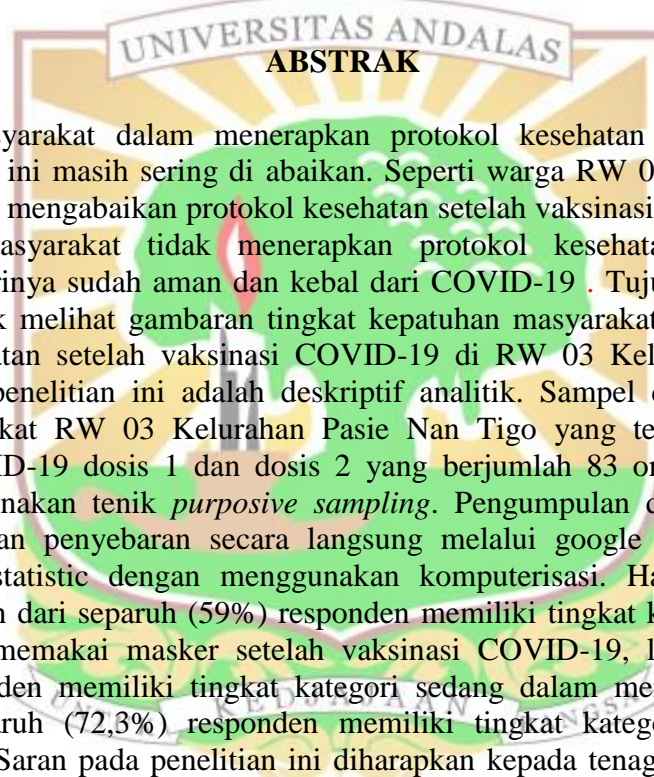 UNIVERSITAS ANDALAS
ABSTRAK
syarakat dalam menerapkan protokol kesehatan
ini masih sering di abaikan. Seperti warga RW 0
mengabaikan protokol kesehatan setelah vaksinasi
asyarakat tidak menerapkan protokol kesehata
rinya sudah aman dan kebal dari COVID-19 . Tuju
k melihat gambaran tingkat kepatuhan masyarakat
atan setelah vaksinasi COVID-19 di RW 03 Kel
penelitian ini adalah deskriptif analitik. Sampel
kat RW 03 Kelurahan Pasie Nan Tigo yang te
ID-19 dosis 1 dan dosis 2 yang berjumlah 83 or
unakan tenik purposive sampling. Pengumpulan d
an penyebaran secara langsung melalui google
statistic dengan menggunakan komputerisasi. Ha
h dari separuh (59%) responden memiliki tingkat k
memakai masker setelah vaksinasi COVID-19, l
den memiliki tingkat kategori sedang dalam me
aruh (72,3%) responden memiliki tingkat katego
Saran pada penelitian ini diharapkan kepada tenag